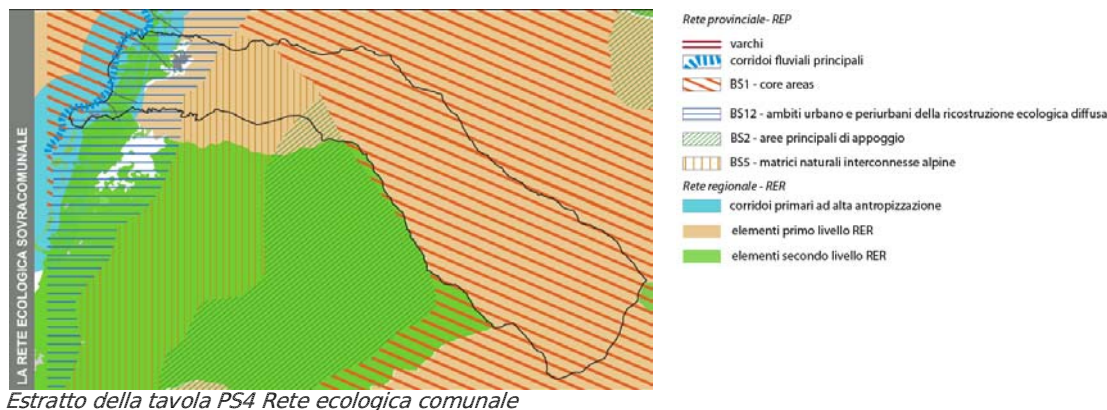 LA RETE ECOLOGICA SOVRACOMUNALE
Rete provinciale- REP
varchi
corridoi fluviali principali
BS1 - core areas
BS12 - ambiti urbano e periurbani della ricostruzione ecologica diffusa
BS2 - aree principali di appoggio
BS5 - matrici naturali interconnesse alpine
Rete regionale - RER
corridoi primari ad alta antropizzazione
elementi primo livello RER
elementi secondo livello RER
Estratto della tavola PS4 Rete ecologica comunale